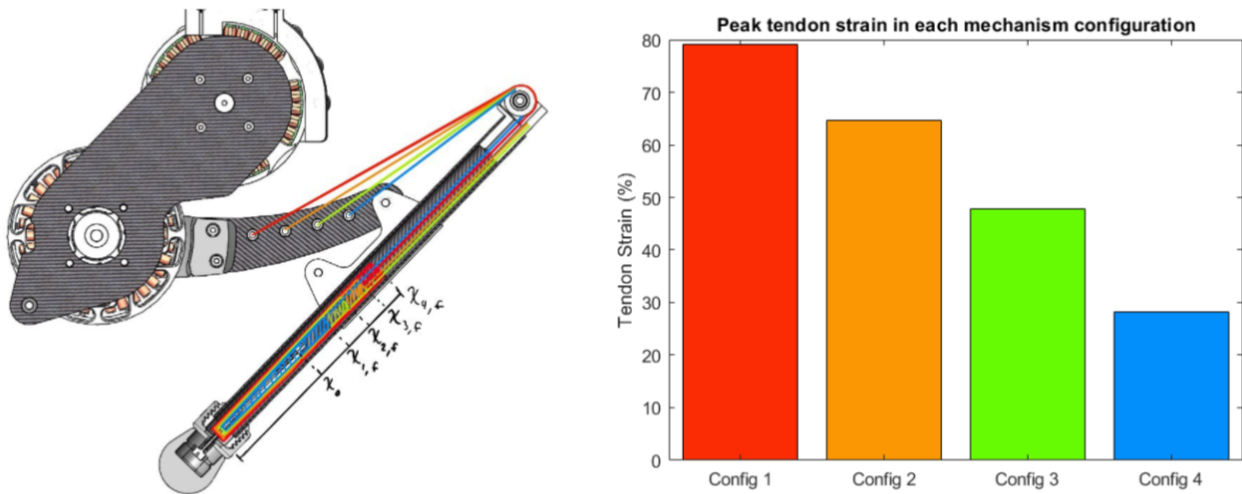 χ₄,f
χ₃,f
χ₂,f
χ₁,f
χ₀
Peak tendon strain in each mechanism configuration
Tendon Strain (%)
80
70
60
50
40
30
20
10
0
Config 1
Config 2
Config 3
Config 4